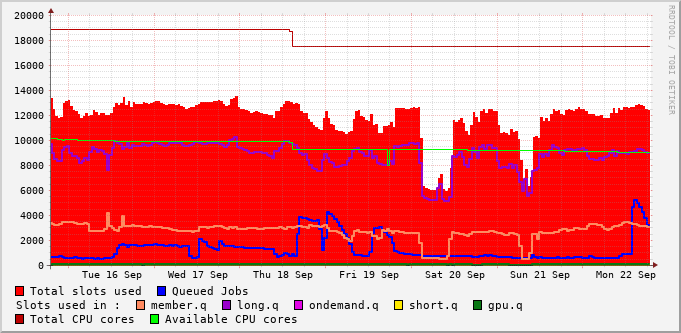 20000
18000
16000
14000
12000
10000
8000
6000
4000
2000
0
RRDTOOL / TOBI OETIKER
Tue 16 Sep Wed 17 Sep Thu 18 Sep Fri 19 Sep Sat 20 Sep Sun 21 Sep Mon 22 Sep
Total slots used Queued Jobs
Slots used in : member.q long.q ondemand.q short.q gpu.q
Total CPU cores Available CPU cores